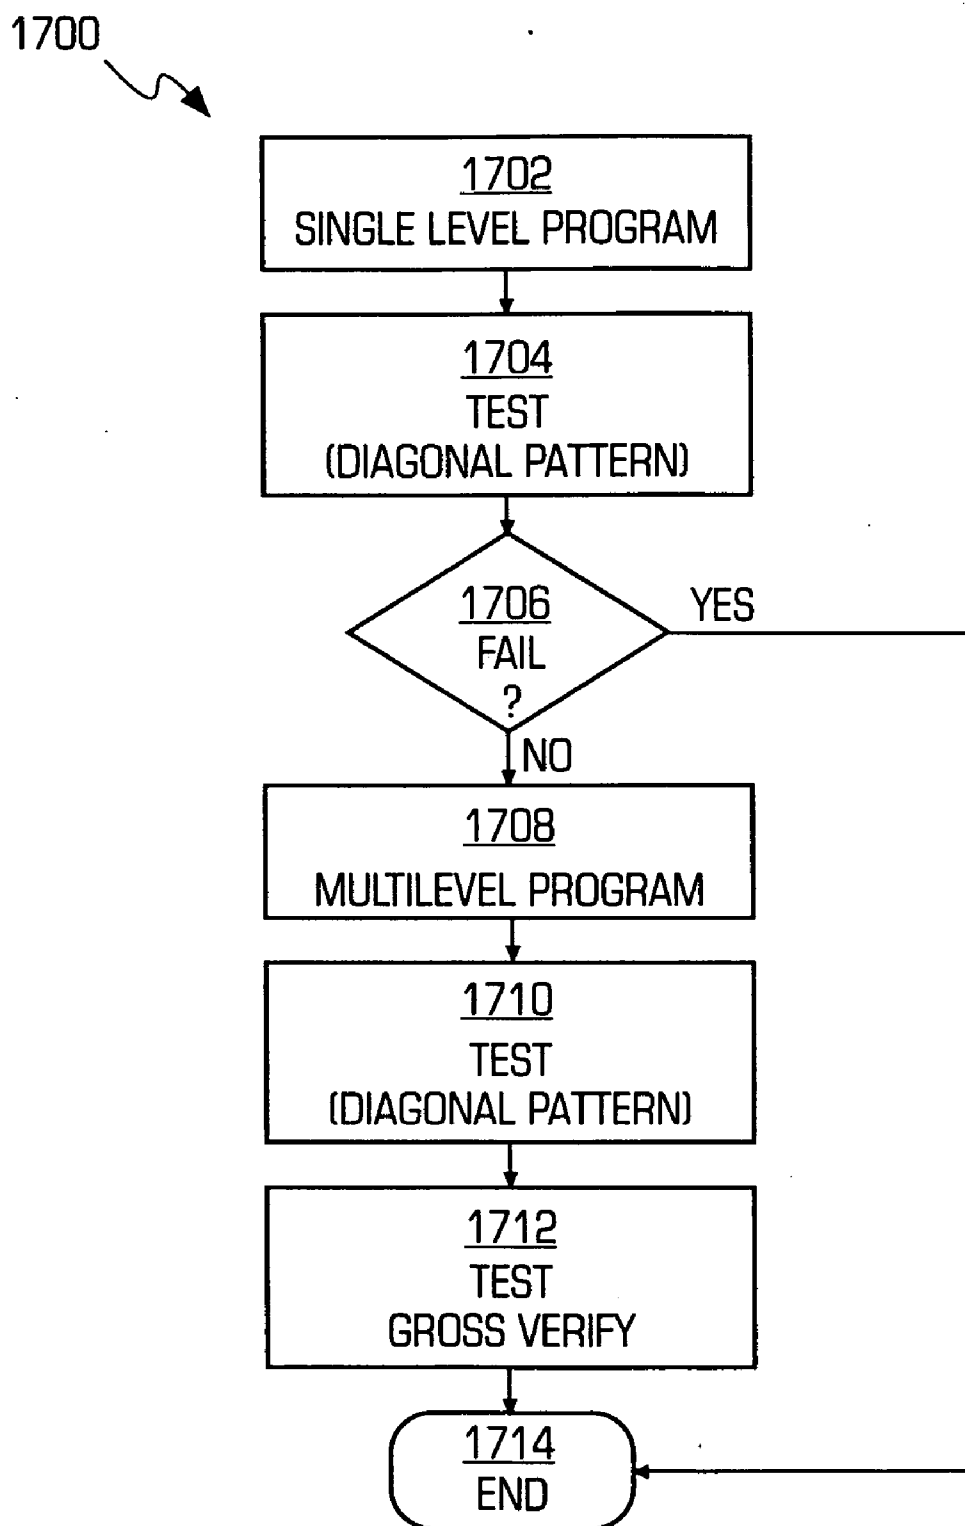 1700
1702
SINGLE LEVEL PROGRAM
1704
TEST
(DIAGONAL PATTERN)
1706
FAIL
?
YES
NO
1708
MULTILEVEL PROGRAM
1710
TEST
(DIAGONAL PATTERN)
1712
TEST
GROSS VERIFY
1714
END